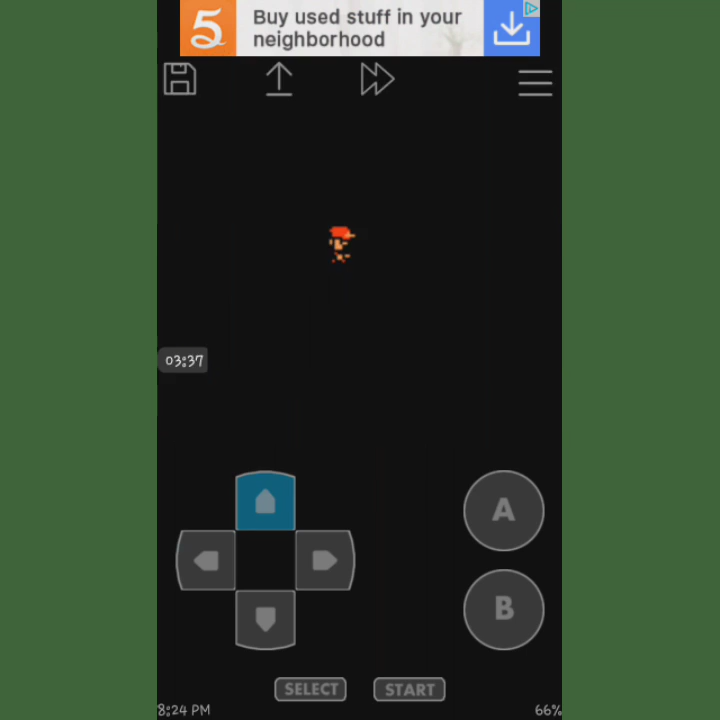 5
Buy used stuff in your
neighborhood
03:37
A
B
SELECT
START
8:24 PM
66%